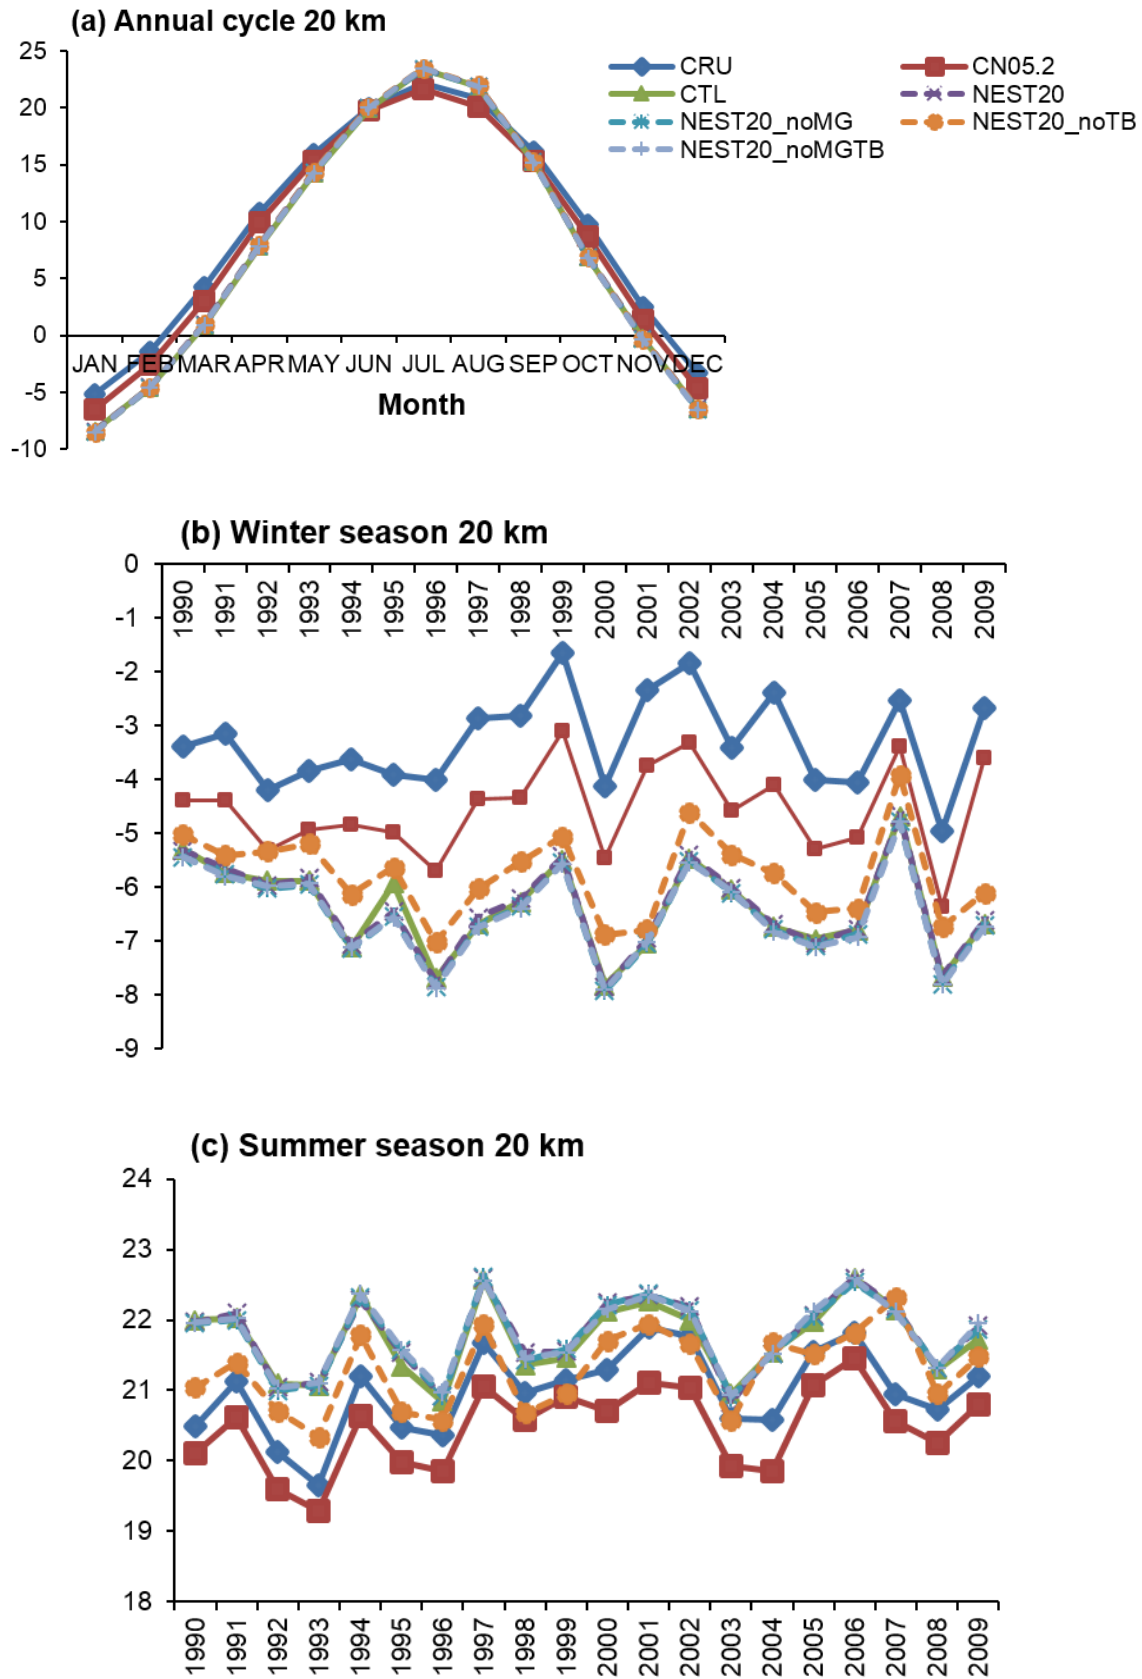 (a) Annual cycle 20 km
25
20
15
10
5
0
-5
-10
CRU
CN05.2
CTL
NEST20
NEST20_noMG
NEST20_noTB
NEST20_noMGTB
JAN FEB MAR APR MAY JUN JUL AUG SEP OCT NOV DEC
Month
(b) Winter season 20 km
0
-1
-2
-3
-4
-5
-6
-7
-8
-9
1990 1991 1992 1993 1994 1995 1996 1997 1998 1999 2000 2001 2002 2003 2004 2005 2006 2007 2008 2009
(c) Summer season 20 km
24
23
22
21
20
19
18
1990 1991 1992 1993 1994 1995 1996 1997 1998 1999 2000 2001 2002 2003 2004 2005 2006 2007 2008 2009